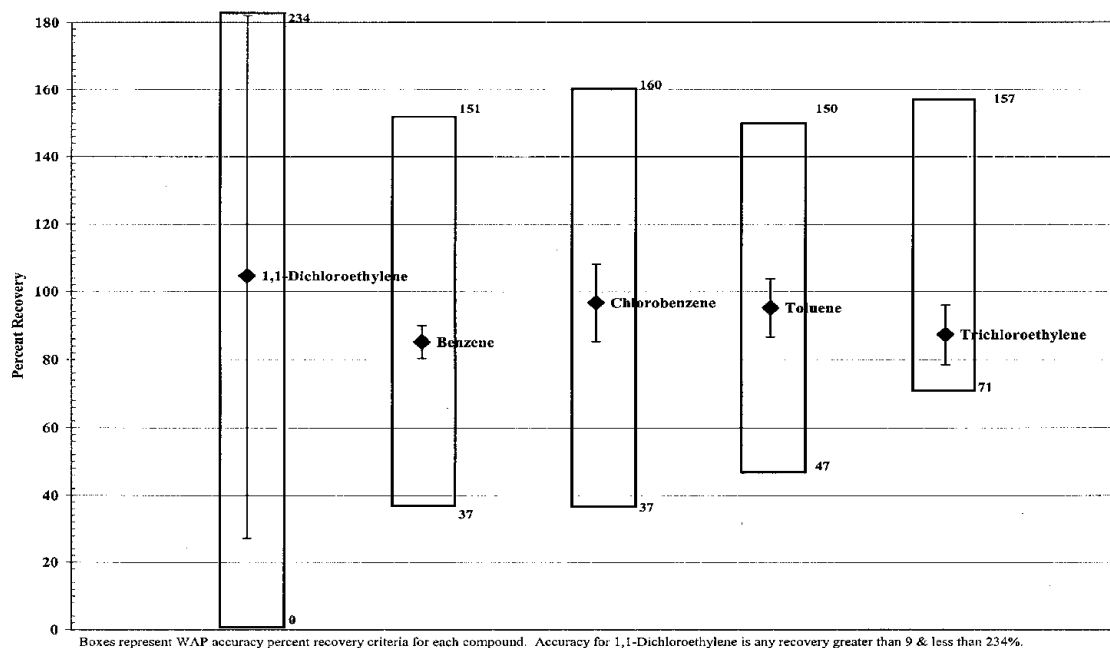 180
160
140
120
100
80
60
40
20
0
Percent Recovery
234
151
160
150
157
1,1-Dichloroethylene
Benzene
Chlorobenzene
Toluene
Trichloroethylene
0
37
37
47
71
Boxes represent WAP accuracy percent recovery criteria for each compound. Accuracy for 1,1-Dichloroethylene is any recovery greater than 9 & less than 234%.